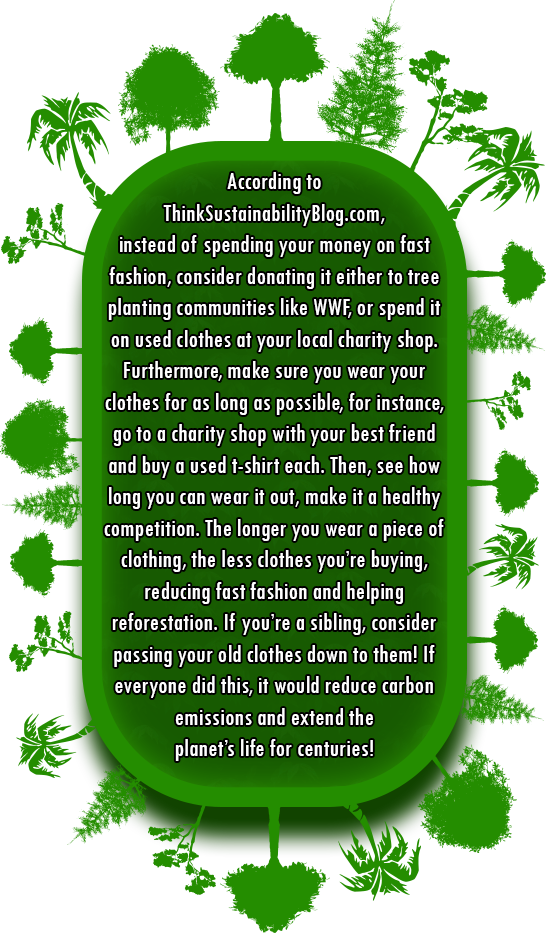 According to
ThinkSustainabilityBlog.com,
instead of spending your money on fast
fashion, consider donating it either to tree
planting communities like WWF, or spend it
on used clothes at your local charity shop.
Furthermore, make sure you wear your
clothes for as long as possible, for instance,
go to a charity shop with your best friend
and buy a used t-shirt each. Then, see how
long you can wear it out, make it a healthy
competition. The longer you wear a piece of
clothing, the less clothes you're buying,
reducing fast fashion and helping
reforestation. If you're a sibling, consider
passing your old clothes down to them! If
everyone did this, it would reduce carbon
emissions and extend the
planet's life for centuries!